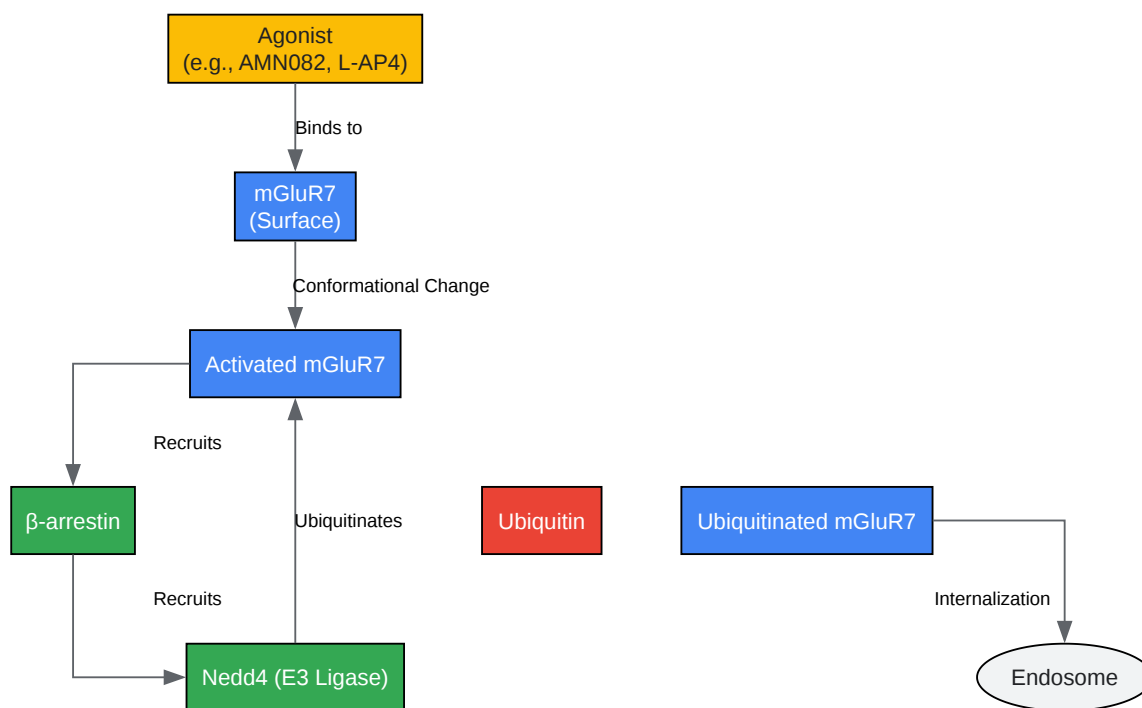 Agonist
(e.g., AMN082, L-AP4)
Binds to
mGluR7
(Surface)
Conformational Change
Activated mGluR7
Recruits
β-arrestin
Ubiquitinates
Ubiquitin
Ubiquitinated mGluR7
Recruits
Internalization
Nedd4 (E3 Ligase)
Endosome